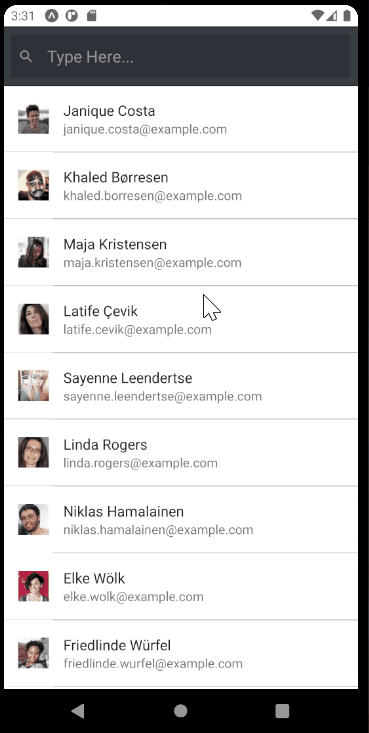 3:31
Type Here...
Janique Costa
janique.costa@example.com
Khaled Børresen
khaled.borresen@example.com
Maja Kristensen
maja.kristensen@example.com
Latife Çevik
latife.cevik@example.com
Sayenne Leendertse
sayenne.leendertse@example.com
Linda Rogers
linda.rogers@example.com
Niklas Hamalainen
niklas.hamalainen@example.com
Elke Wölk
elke.wolk@example.com
Friedlinde Würfel
friedlinde.wurfel@example.com